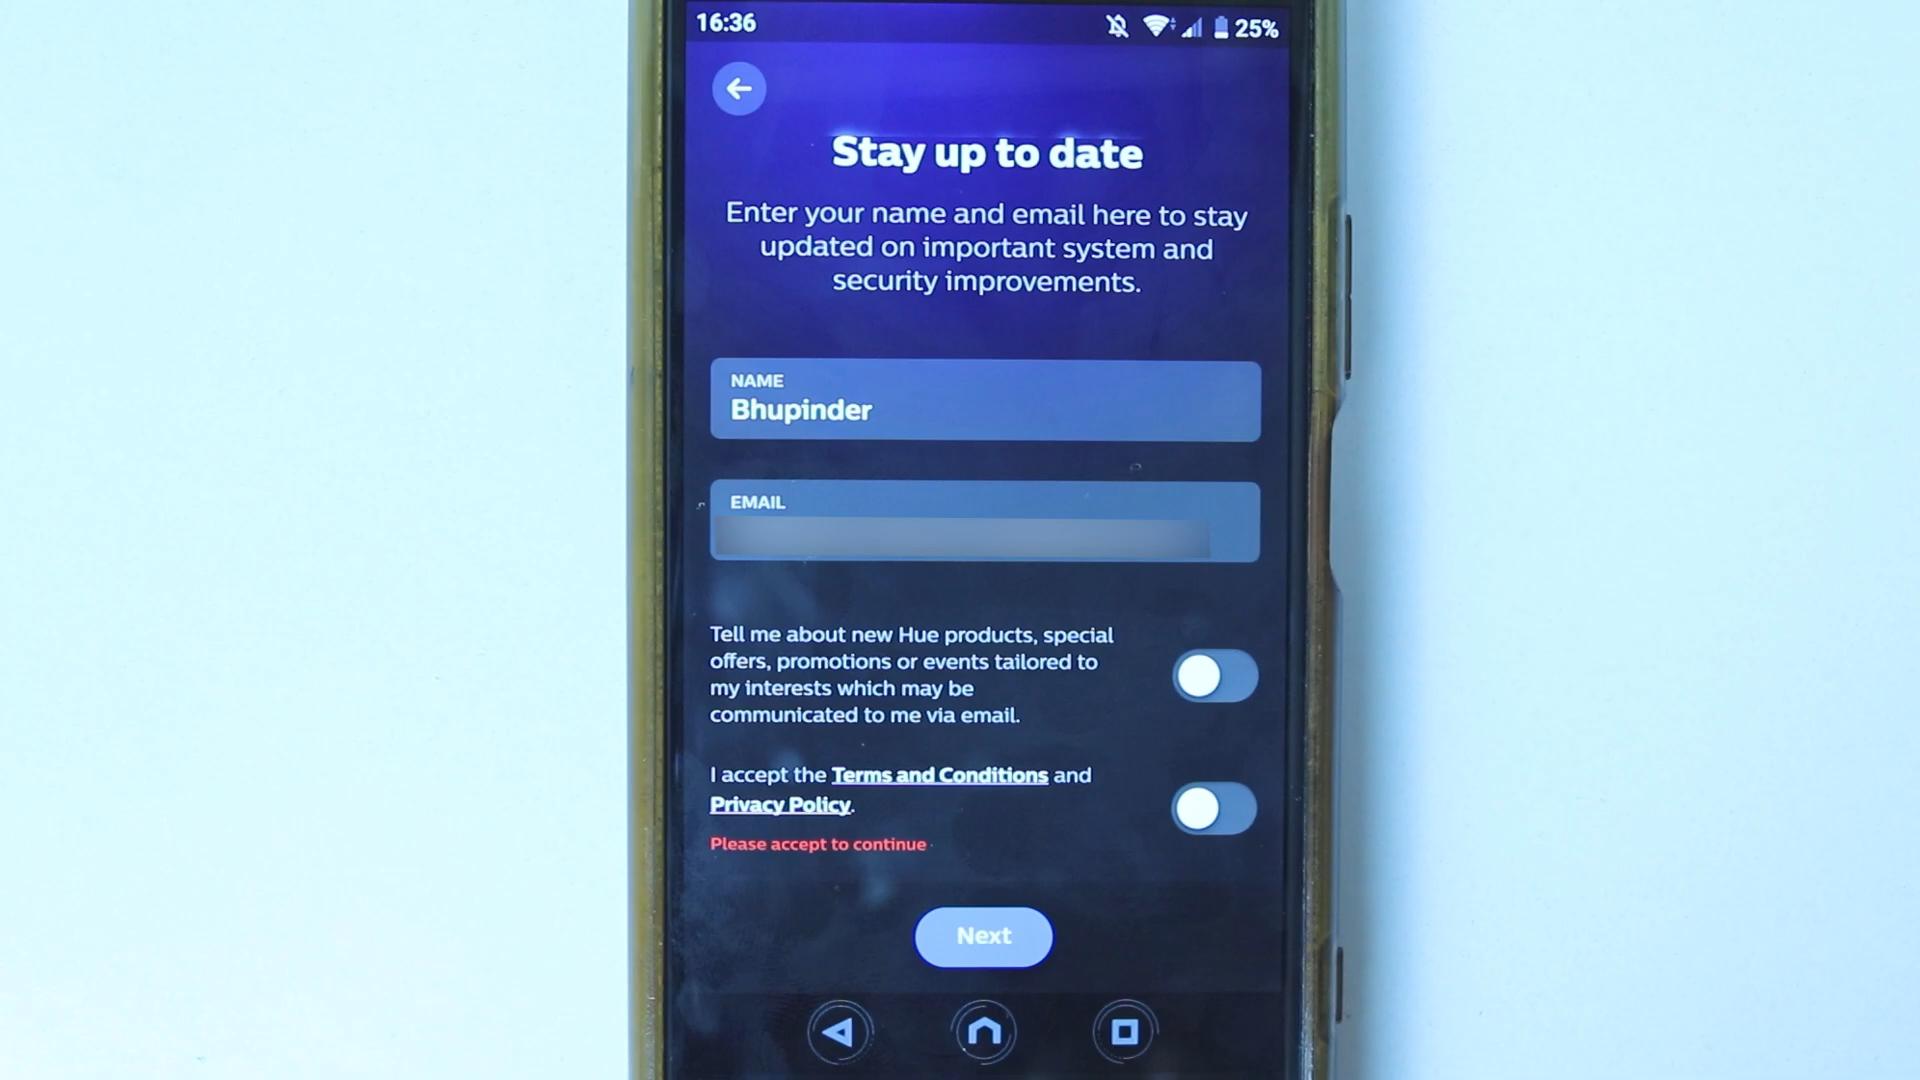 16:36
25%
Stay up to date
Enter your name and email here to stay
updated on important system and
security improvements.
NAME
Bhupinder
EMAIL
Tell me about new Hue products, special
offers, promotions or events tailored to
my interests which may be
communicated to me via email.
I accept the Terms and Conditions and
Privacy Policy.
Please accept to continue
Next